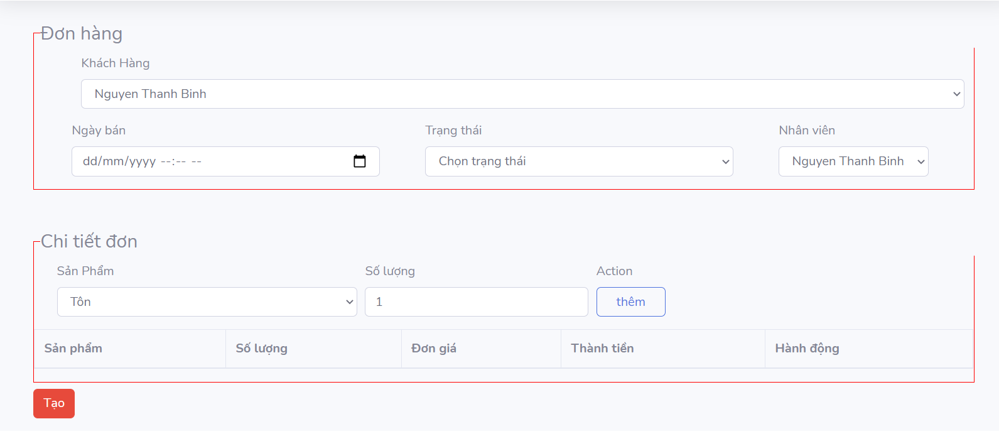 Đơn hàng
Khách Hàng
Nguyen Thanh Binh
Ngày bán Trạng thái Nhân viên
dd/mm/yyyy --:-- -- Chọn trạng thái Nguyen Thanh Binh
Chi tiết đơn
Sản Phẩm Số lượng Action
Tôn 1 thêm
Sản phẩm Số lượng Đơn giá Thành tiền Hành động
Tạo